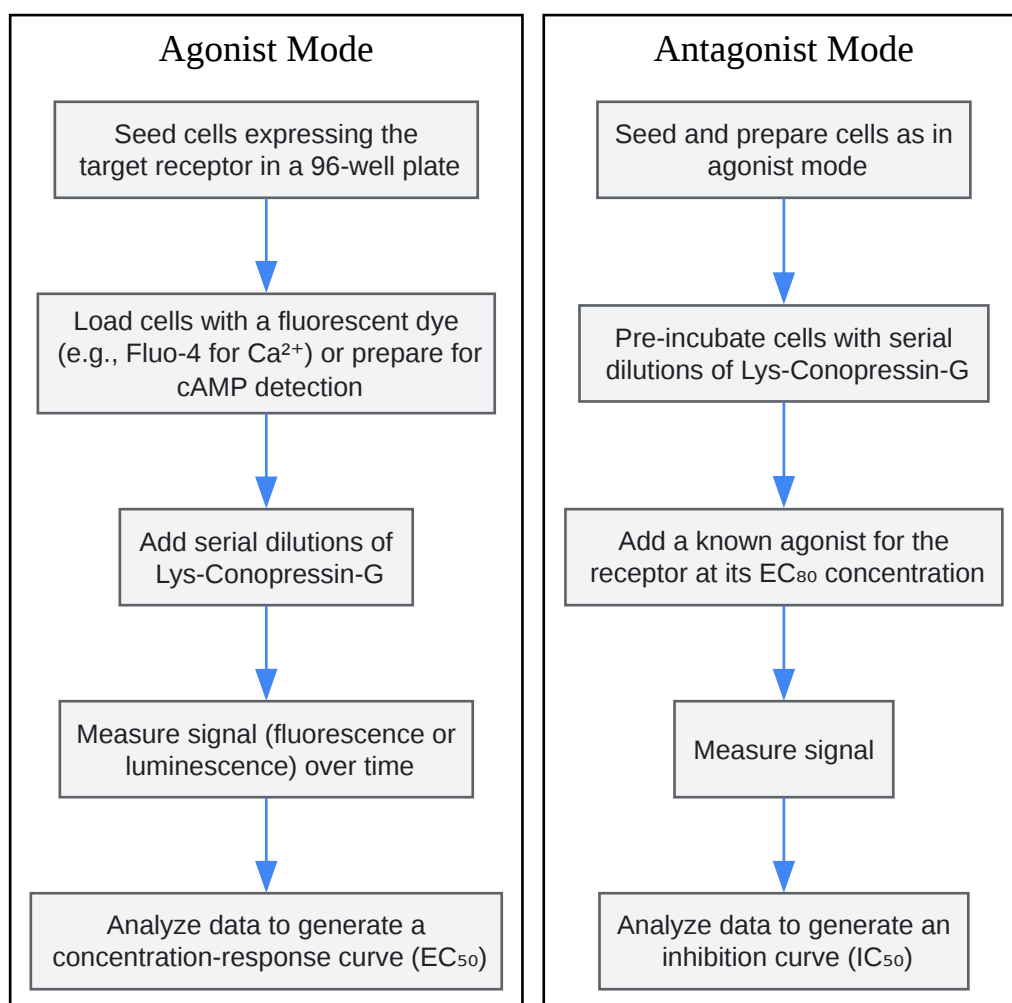 Agonist Mode
Seed cells expressing the
target receptor in a 96-well plate
Load cells with a fluorescent dye
(e.g., Fluo-4 for Ca²⁺) or prepare for
cAMP detection
Add serial dilutions of
Lys-Conopressin-G
Measure signal (fluorescence or
luminescence) over time
Analyze data to generate a
concentration-response curve (EC₅₀)
Antagonist Mode
Seed and prepare cells as in
agonist mode
Pre-incubate cells with serial
dilutions of Lys-Conopressin-G
Add a known agonist for the
receptor at its EC₈₀ concentration
Measure signal
Analyze data to generate an
inhibition curve (IC₅₀)